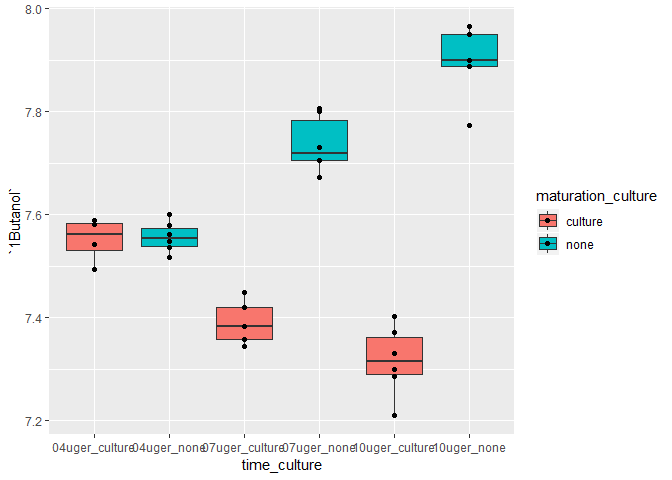 8.0
7.8
7.6
7.4
7.2
`1Butanol`
04uger_culture 04uger_none 07uger_culture 07uger_none 10uger_culture 10uger_none
time_culture
maturation_culture
culture
none